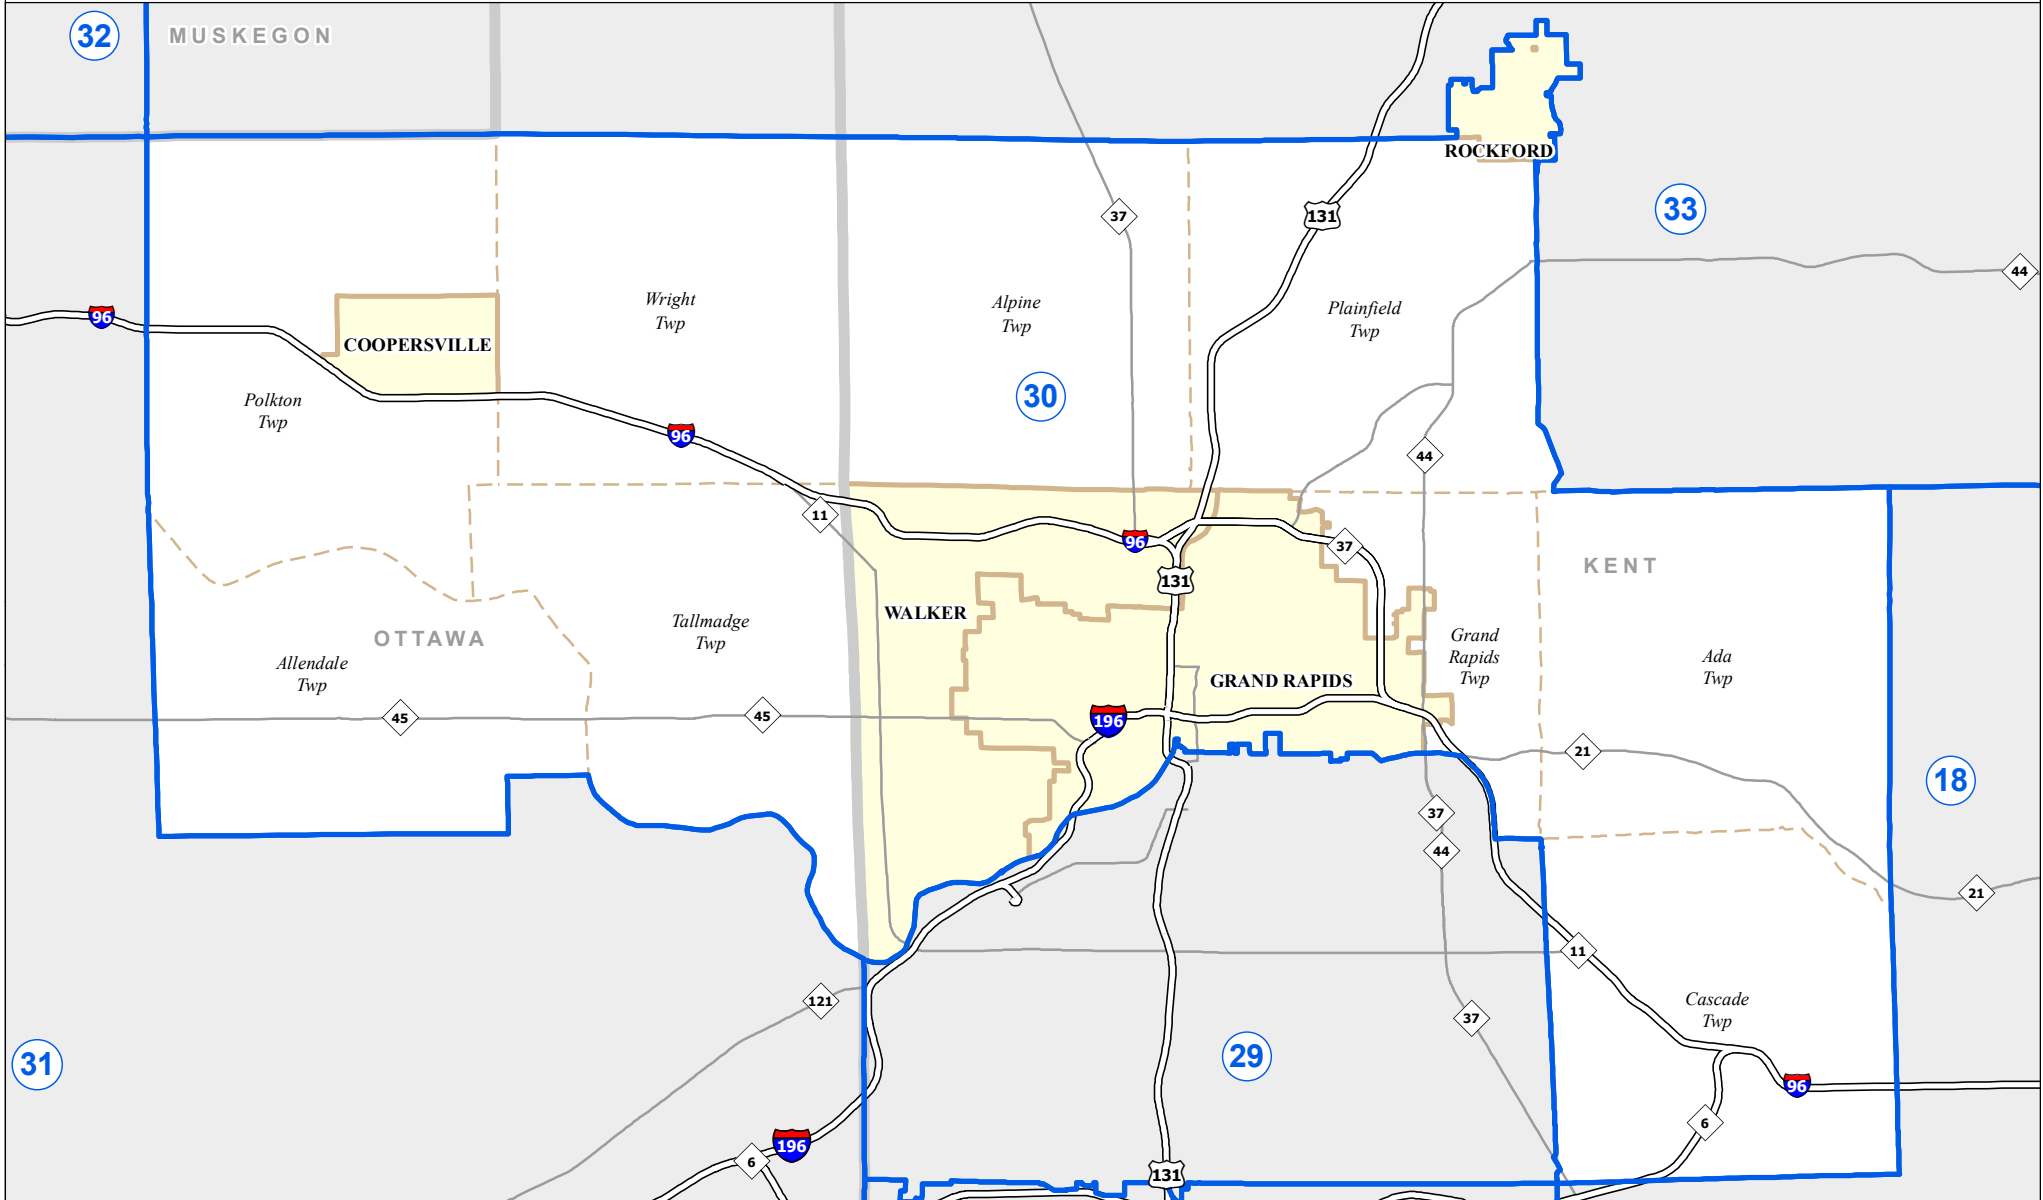 32
MUSKEGON
ROCKFORD
37
131
33
44
96
COOPERSVILLE
Wright
Twp
Alpine
Twp
Plainfield
Twp
Polkton
Twp
30
96
44
11
96
37
131
KENT
WALKER
OTTAWA
Tallmadge
Twp
Allendale
Twp
Grand
Rapids
Twp
Ada
Twp
GRAND RAPIDS
45
45
196
21
18
37
44
21
11
121
Cascade
Twp
37
31
29
96
6
196
6
131